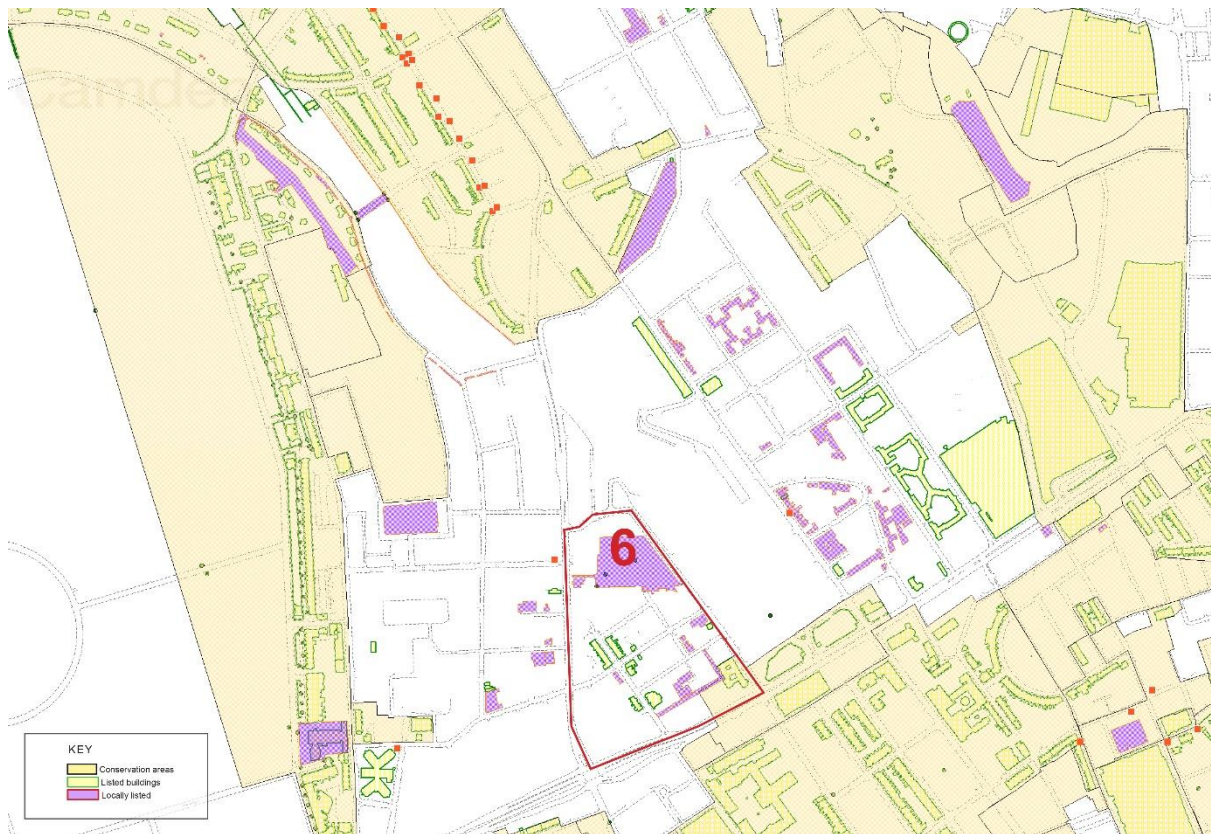 Camden
6
KEY
Conservation areas
Listed buildings
Locally listed